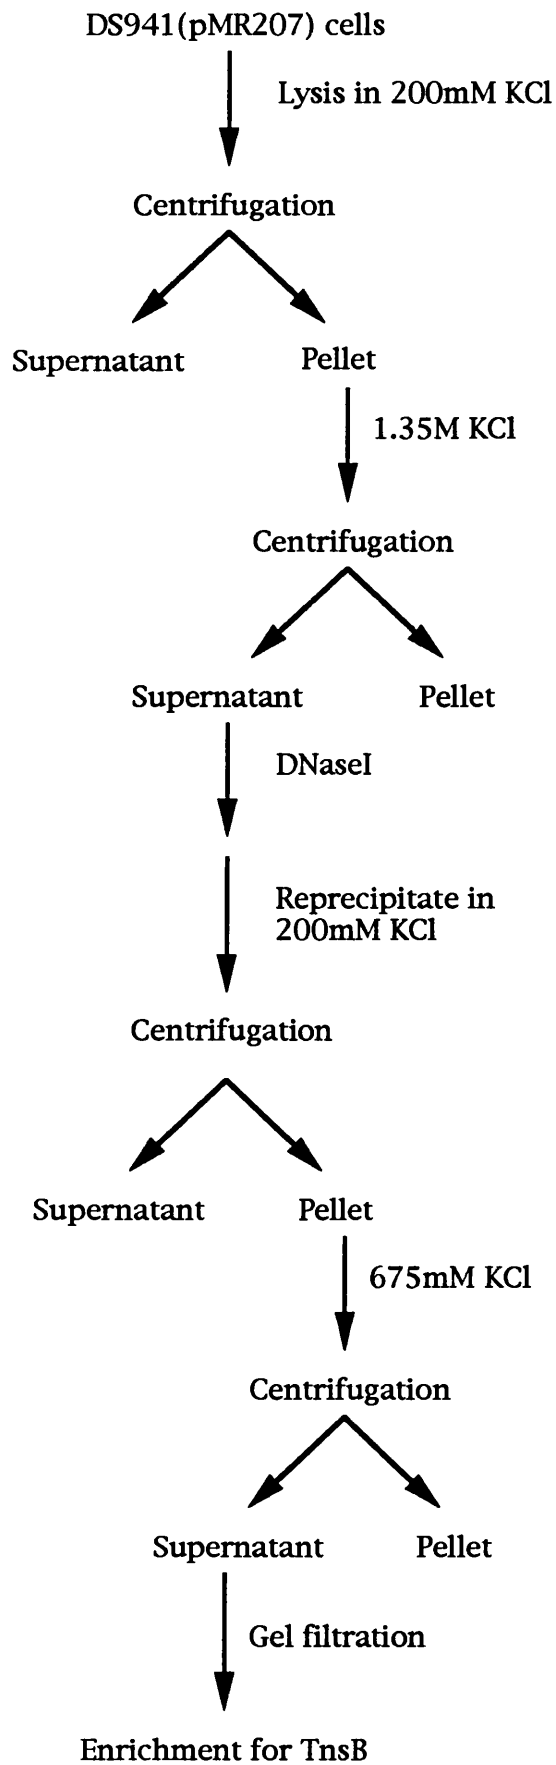 DS941(pMR207) cells
Lysis in 200mM KCl
Centrifugation
Supernatant
Pellet
1.35M KCl
Centrifugation
Supernatant
Pellet
DNaseI
Reprecipitate in
200mM KCl
Centrifugation
Supernatant
Pellet
675mM KCl
Centrifugation
Supernatant
Pellet
Gel filtration
Enrichment for TnsB